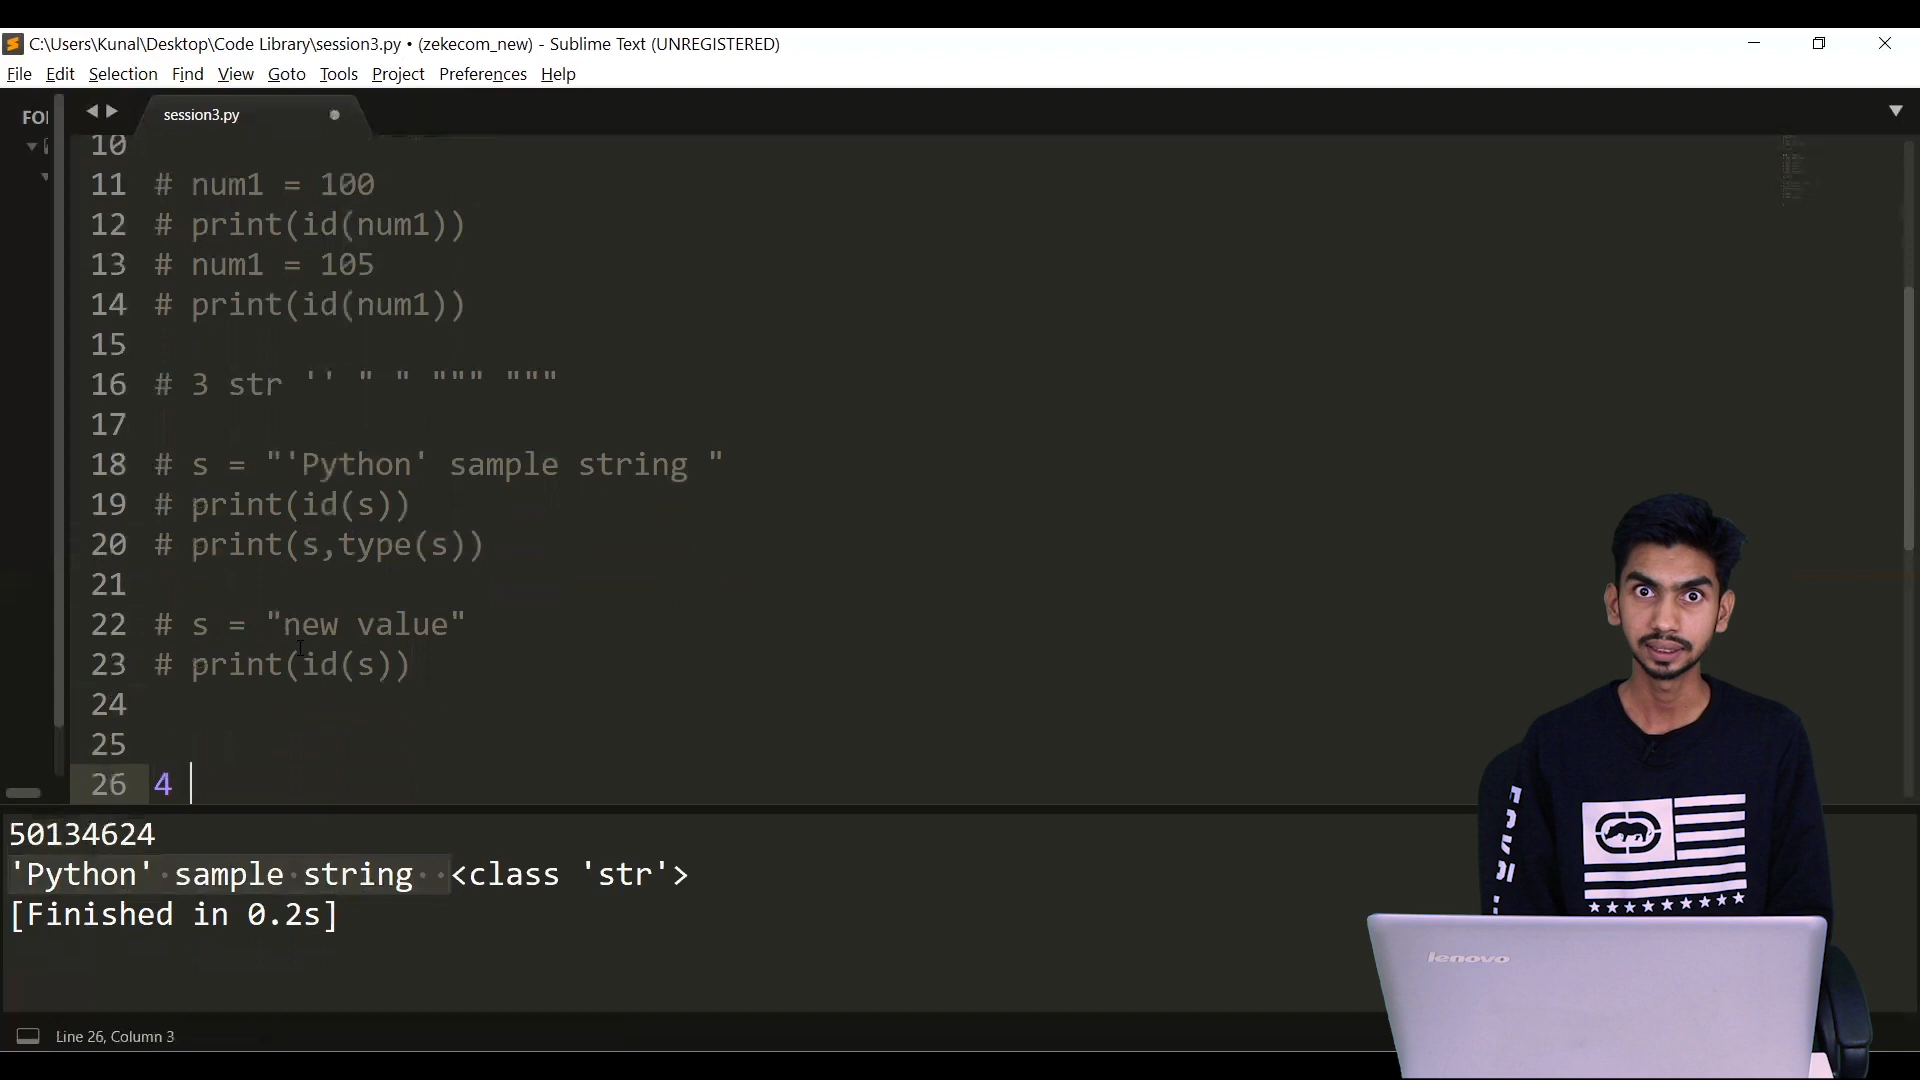 C:\Users\Kunal\Desktop\Code Library\session3.py • (zekecom_new) - Sublime Text (UNREGISTERED)
File Edit Selection Find View Goto Tools Project Preferences Help
FOI
session3.py
10
11 # num1 = 100
12 # print(id(num1))
13 # num1 = 105
14 # print(id(num1))
15
16 # 3 str '' " " """ """
17
18 # s = "'Python' sample string "
19 # print(id(s))
20 # print(s,type(s))
21
22 # s = "new value"
23 # print(id(s))
24
25
26 4
50134624
'Python' sample string <class 'str'>
[Finished in 0.2s]
lenovo
Line 26, Column 3